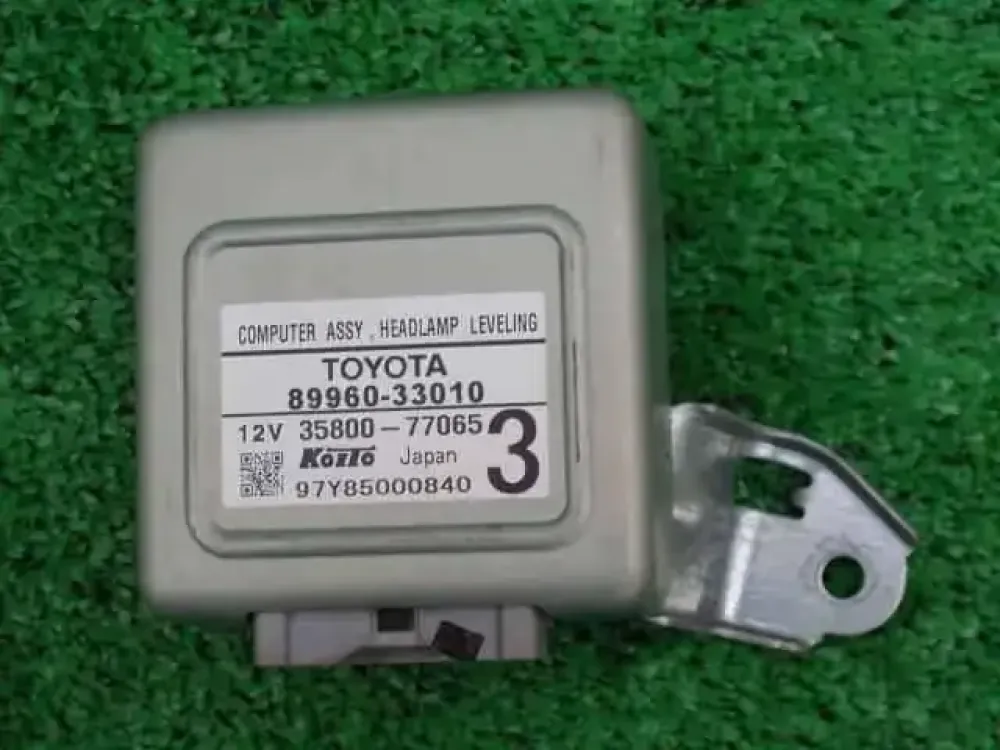 COMPUTER ASSY , HEADLAMP LEVELING
TOYOTA
89960-33010
12V 35800-77065 3
KOITO Japan
97Y85000840